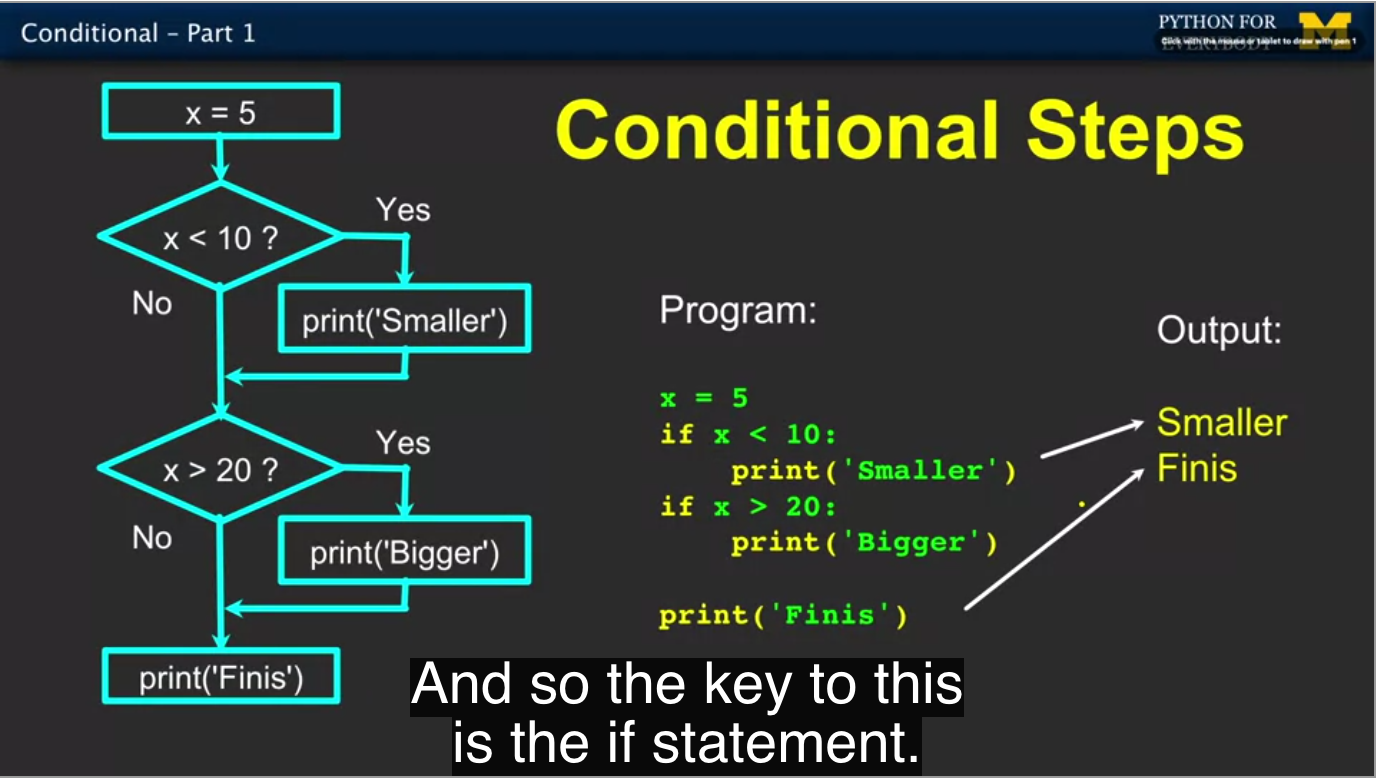 Conditional – Part 1
PYTHON FOR
EVERYBODY
Click with the mouse or tablet to draw with pen 1
Conditional Steps
x = 5
x < 10 ?
Yes
No
print('Smaller')
x > 20 ?
Yes
No
print('Bigger')
print('Finis')
Program:
x = 5
if x < 10:
    print('Smaller')
if x > 20:
    print('Bigger')
print('Finis')
Output:
Smaller
Finis
And so the key to this
is the if statement.